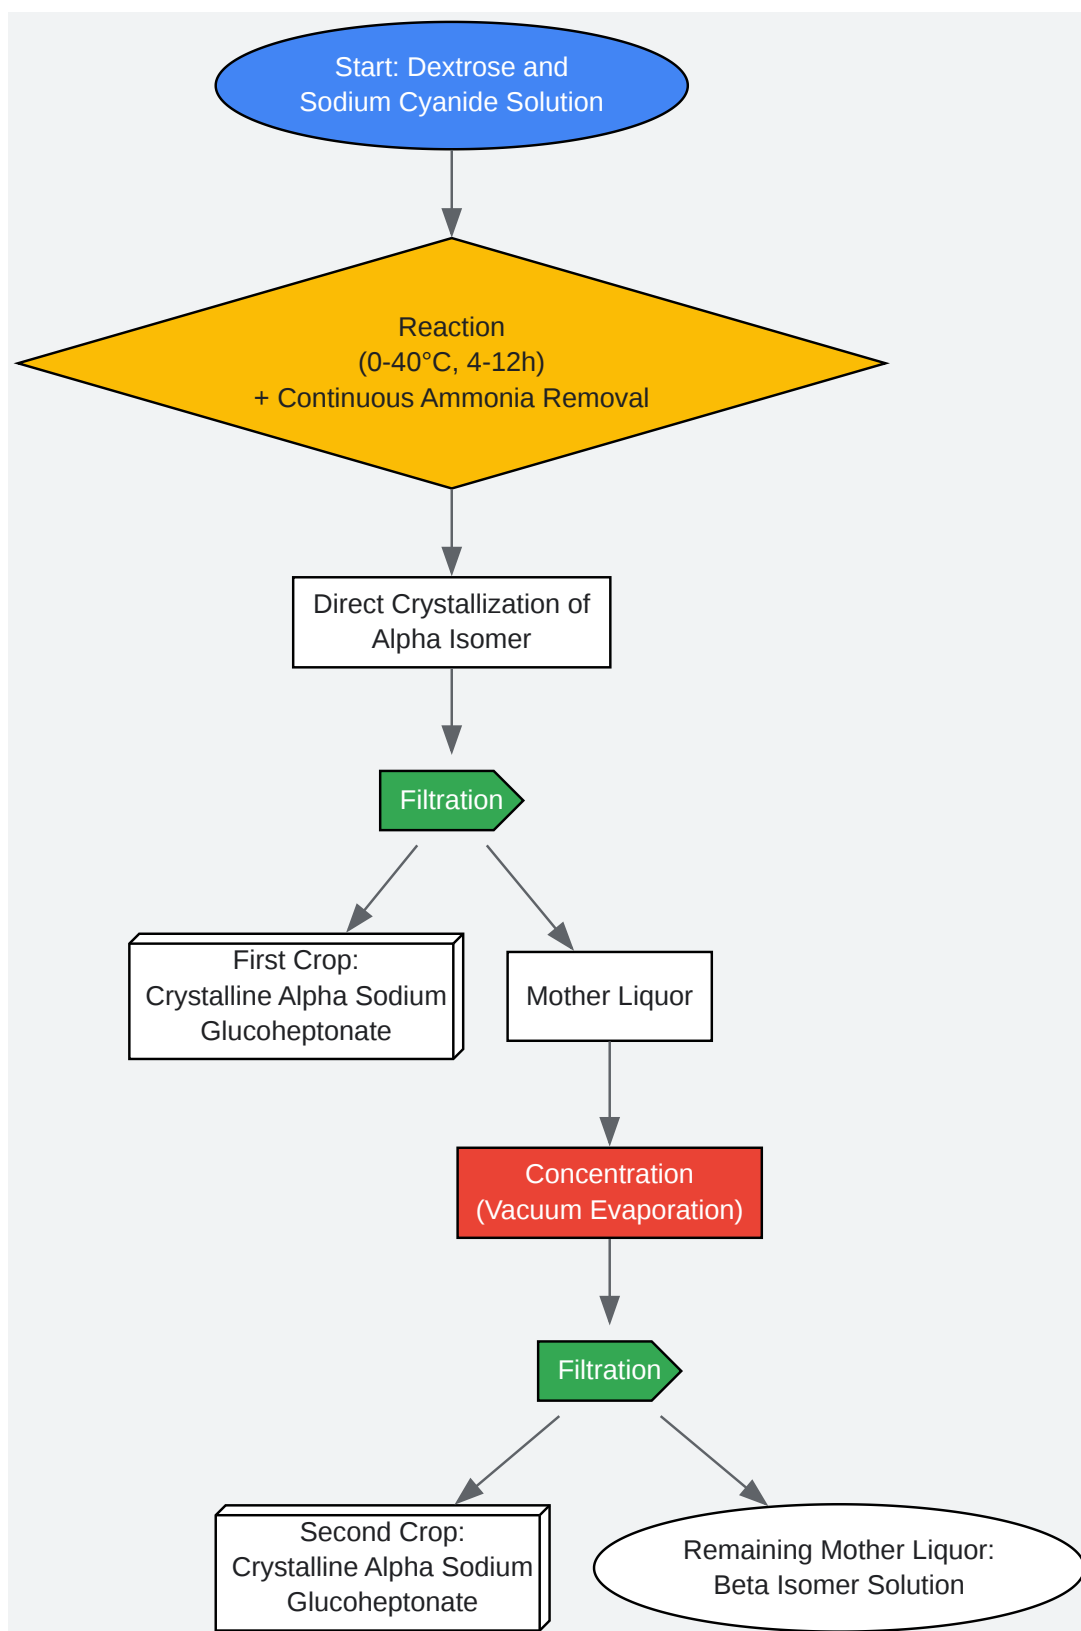 Start: Dextrose and
Sodium Cyanide Solution
Reaction
(0-40°C, 4-12h)
+ Continuous Ammonia Removal
Direct Crystallization of
Alpha Isomer
Filtration
First Crop:
Crystalline Alpha Sodium
Glucoheptonate
Mother Liquor
Concentration
(Vacuum Evaporation)
Filtration
Second Crop:
Crystalline Alpha Sodium
Glucoheptonate
Remaining Mother Liquor:
Beta Isomer Solution